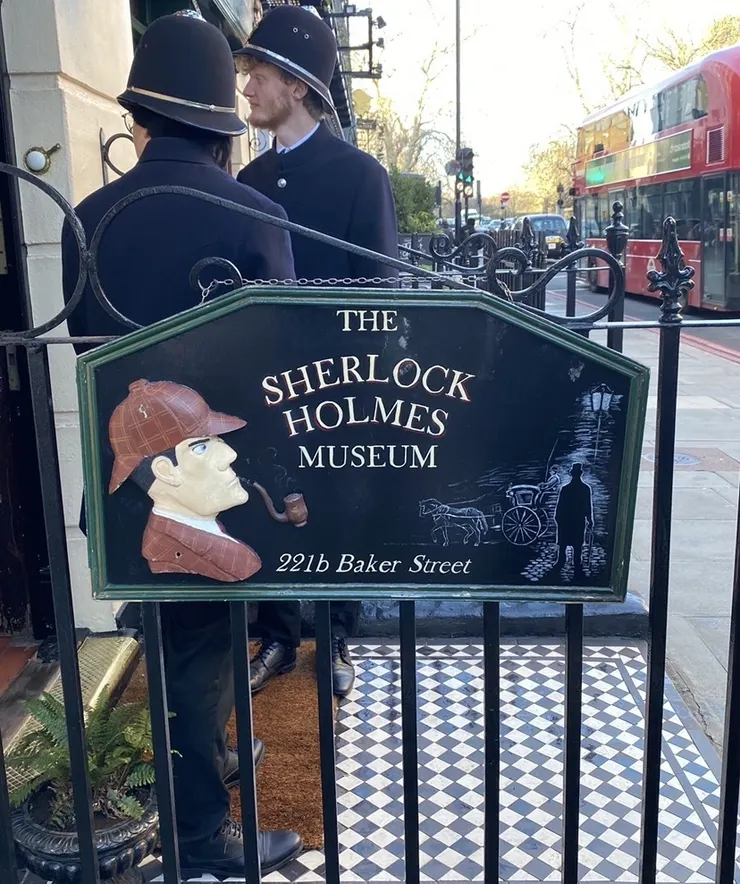 THE
SHERLOCK
HOLMES
MUSEUM
221b Baker Street